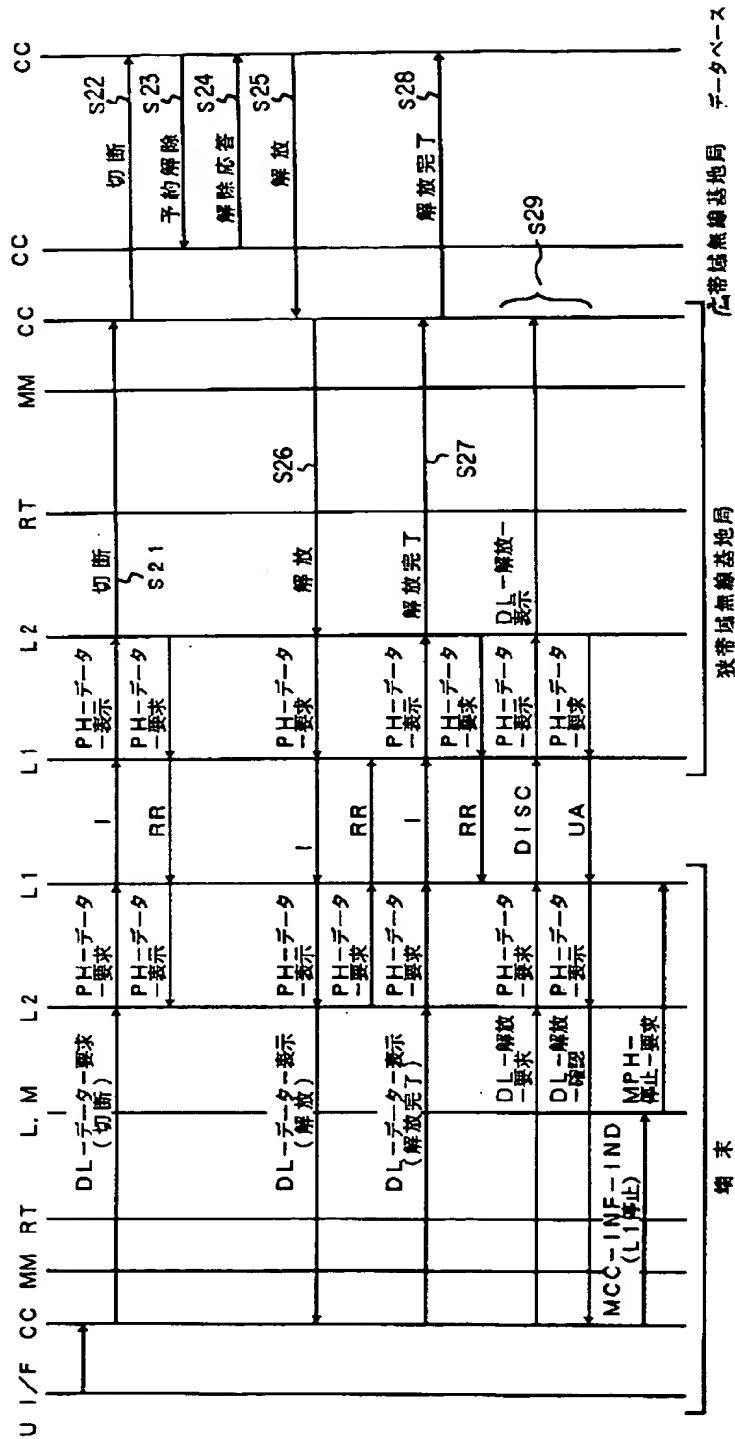 U I/F
CC
MM
RT
L, M
L2
L1
L1
L2
RT
MM
CC
CC
CC
DL-データ-要求
(切断)
PH-データ
-要求
I
PH-データ
-表示
切断
S21
切断
S22
PH-データ
-表示
RR
PH-データ
-要求
予約解除
S23
解除応答
S24
解放
S25
DL-データ-表示
(解放)
PH-データ
-表示
I
PH-データ
-要求
解放
S26
PH-データ
-要求
RR
DL-データ-表示
(解放完了)
PH-データ
-要求
I
PH-データ
-表示
解放完了
S27
解放完了
S28
RR
PH-データ
-要求
DL-解放
-要求
PH-データ
-要求
DISC
PH-データ
-表示
DL-解放-
表示
S29
DL-解放
-確認
PH-データ
-表示
UA
PH-データ
-要求
MCC-INF-IND
(L1停止)
MPH-
停止-要求
端末
狭帯域無線基地局
広帯域無線基地局
データベース